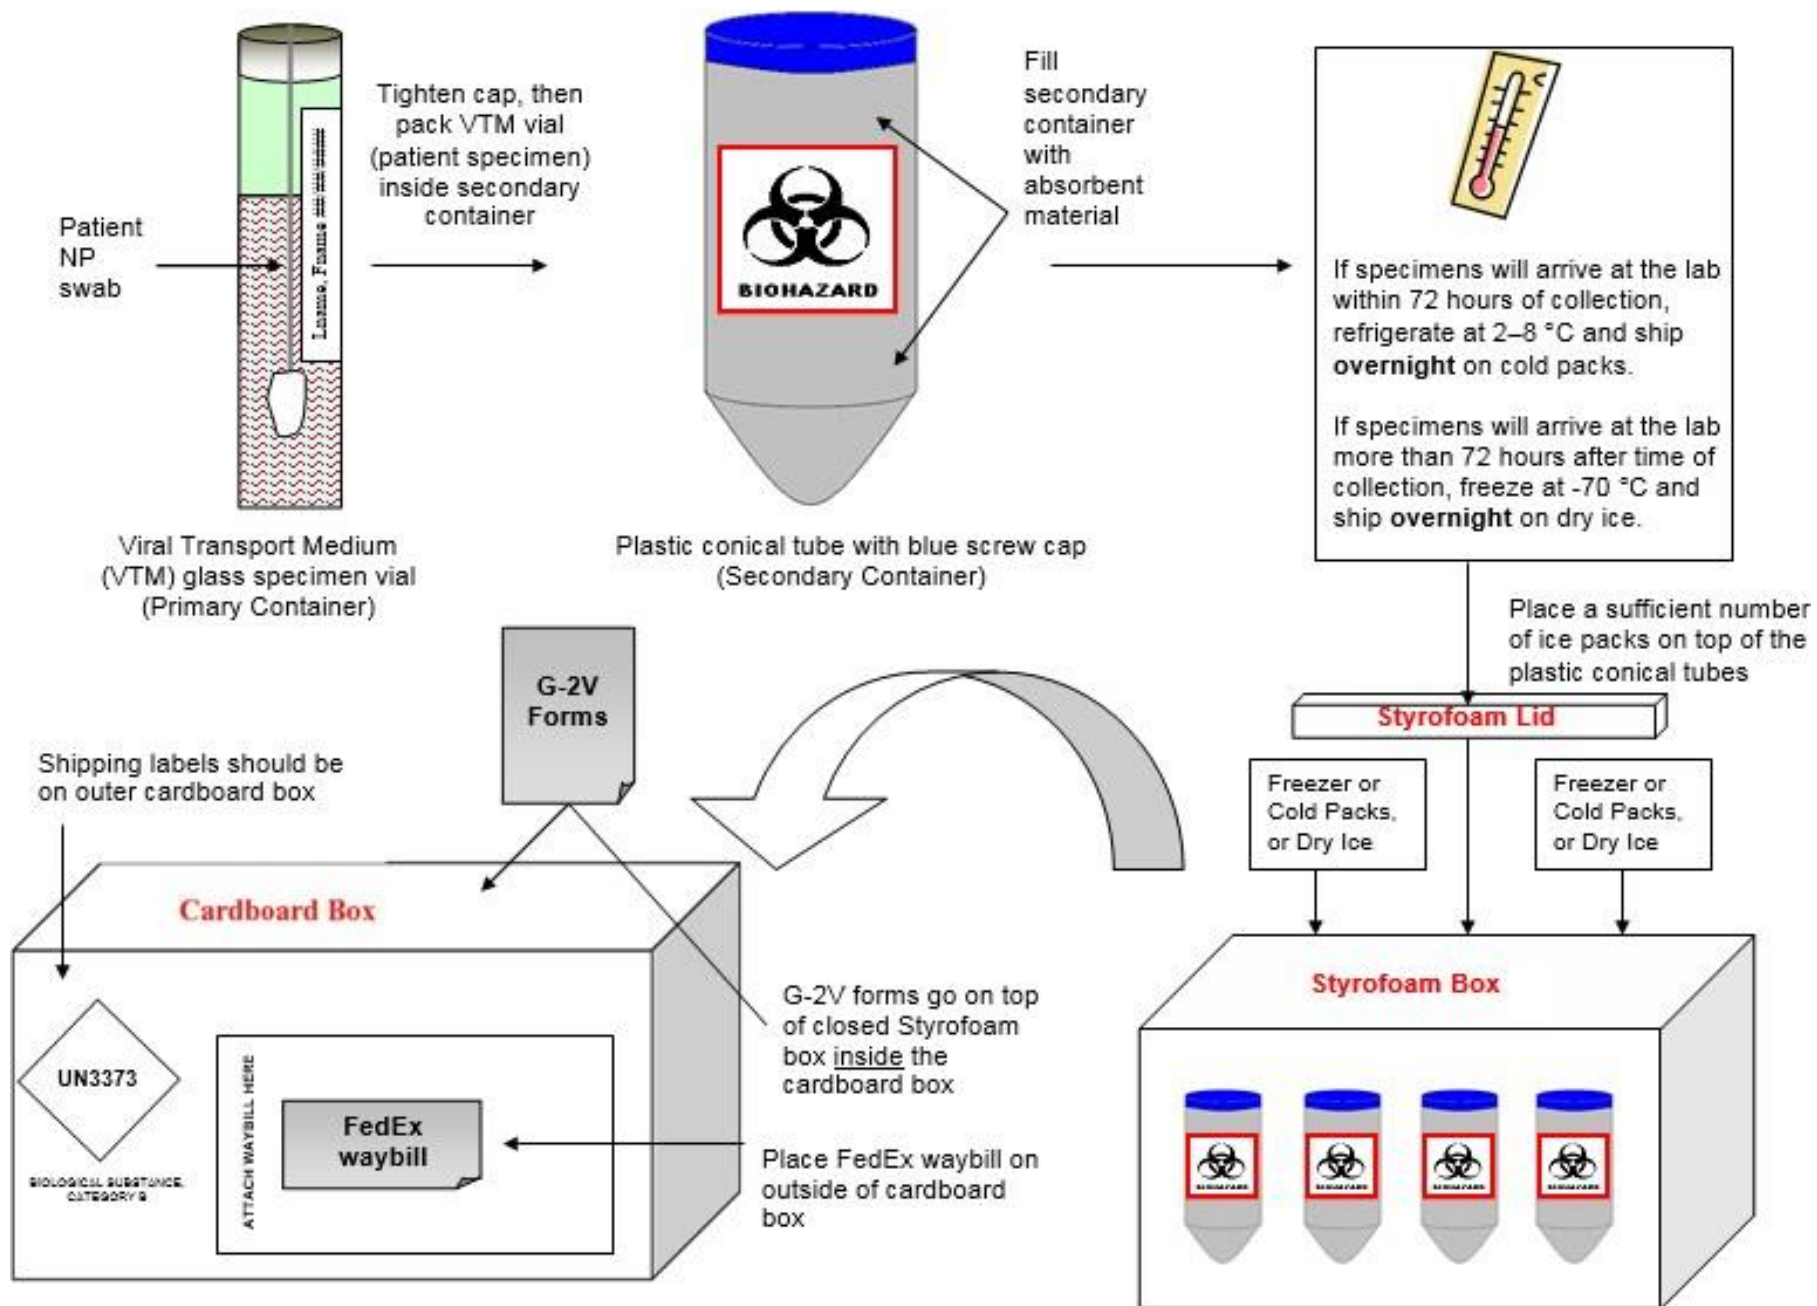 Patient
NP
swab
Lname, Fname ##/##/####
Tighten cap, then
pack VTM vial
(patient specimen)
inside secondary
container
BIOHAZARD
Fill
secondary
container
with
absorbent
material
If specimens will arrive at the lab
within 72 hours of collection,
refrigerate at 2–8 °C and ship
overnight on cold packs.
If specimens will arrive at the lab
more than 72 hours after time of
collection, freeze at -70 °C and
ship overnight on dry ice.
Viral Transport Medium
(VTM) glass specimen vial
(Primary Container)
Plastic conical tube with blue screw cap
(Secondary Container)
Place a sufficient number
of ice packs on top of the
plastic conical tubes
Styrofoam Lid
Freezer or
Cold Packs,
or Dry Ice
Freezer or
Cold Packs,
or Dry Ice
Styrofoam Box
BIOHAZARD
BIOHAZARD
BIOHAZARD
BIOHAZARD
G-2V
Forms
Shipping labels should be
on outer cardboard box
Cardboard Box
UN3373
BIOLOGICAL SUBSTANCE,
CATEGORY B
ATTACH WAYBILL HERE
FedEx
waybill
G-2V forms go on top
of closed Styrofoam
box inside the
cardboard box
Place FedEx waybill on
outside of cardboard
box